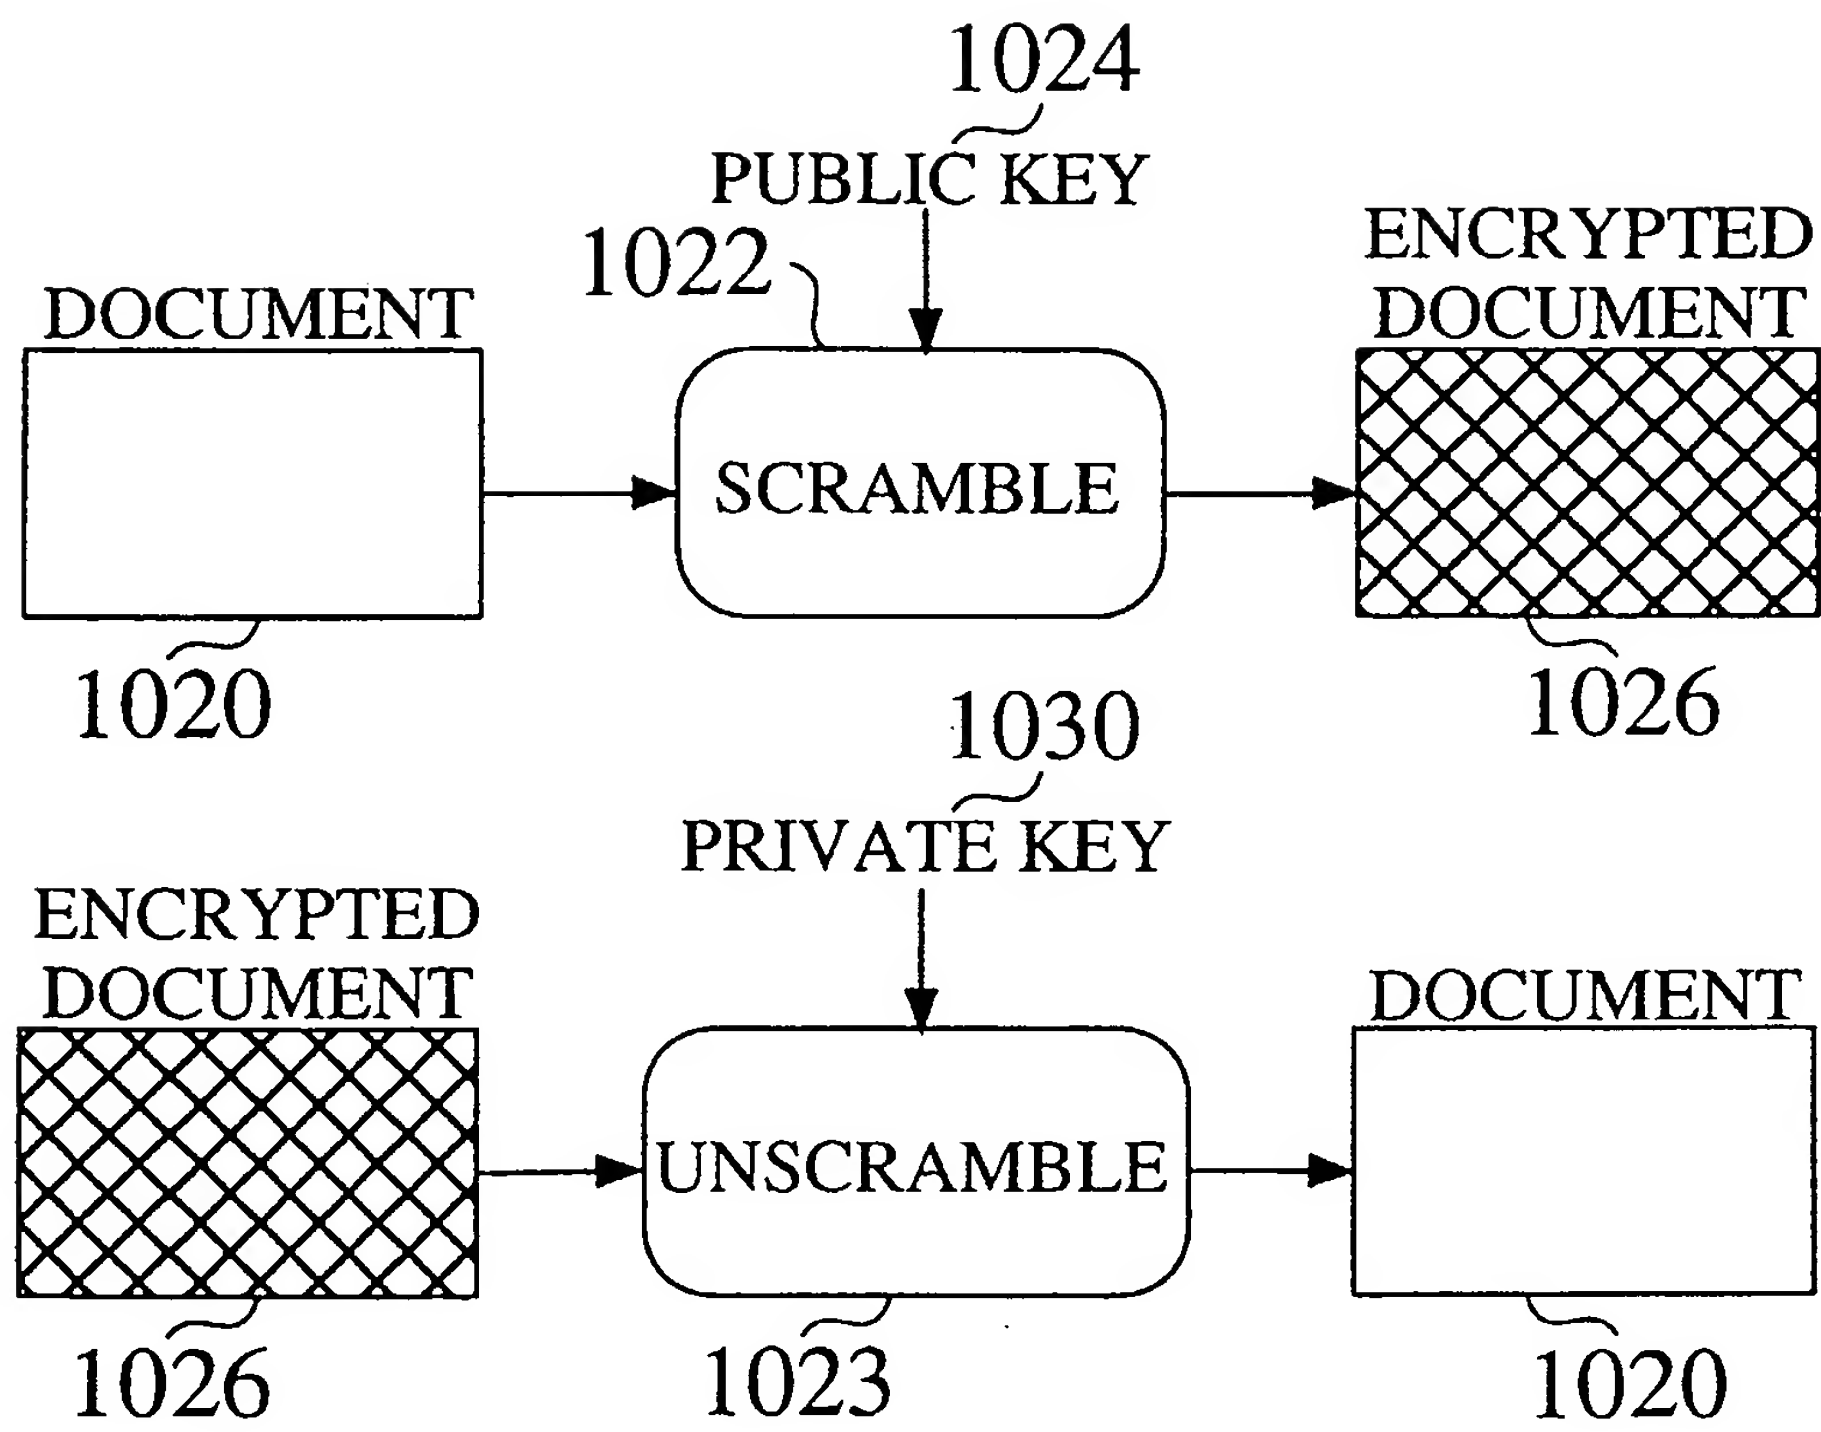 1024
PUBLIC KEY
1022
DOCUMENT
ENCRYPTED
DOCUMENT
SCRAMBLE
1020
1026
1030
PRIVATE KEY
ENCRYPTED
DOCUMENT
DOCUMENT
UNSCRAMBLE
1026
1023
1020